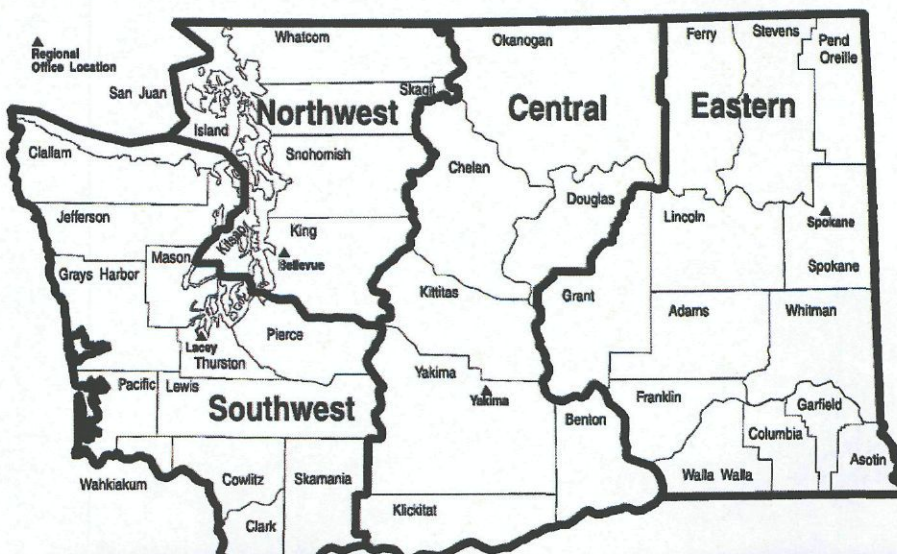 Regional
Office Location
San Juan
Whatcom
Skagit
Northwest
Island
Snohomish
King
Kitsap
Bellevue
Clallam
Jefferson
Mason
Grays Harbor
Lacey
Thurston
Pierce
Pacific
Lewis
Southwest
Wahkiakum
Cowlitz
Skamania
Clark
Okanogan
Central
Chelan
Douglas
Kittitas
Yakima
Yakima
Benton
Klickitat
Ferry
Stevens
Pend
Oreille
Eastern
Lincoln
Spokane
Spokane
Grant
Adams
Whitman
Franklin
Garfield
Columbia
Walla Walla
Asotin